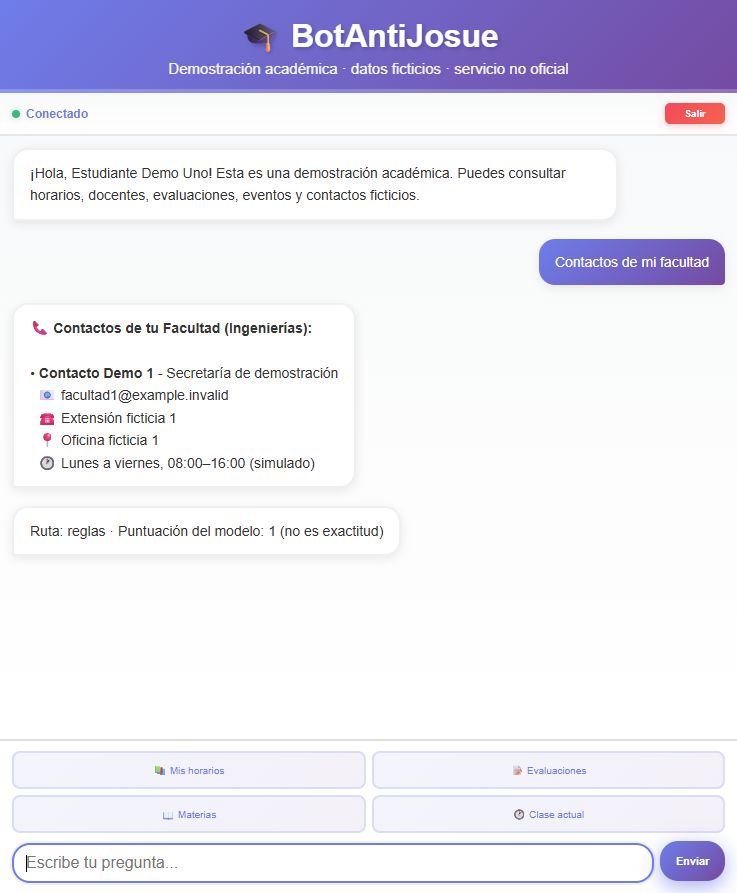 BotAntiJosue
Demostración académica · datos ficticios · servicio no oficial
Conectado
Salir
¡Hola, Estudiante Demo Uno! Esta es una demostración académica. Puedes consultar
horarios, docentes, evaluaciones, eventos y contactos ficticios.
Contactos de mi facultad
Contactos de tu Facultad (Ingenierías):
• Contacto Demo 1 - Secretaría de demostración
facultad1@example.invalid
Extensión ficticia 1
Oficina ficticia 1
Lunes a viernes, 08:00–16:00 (simulado)
Ruta: reglas · Puntuación del modelo: 1 (no es exactitud)
Mis horarios
Evaluaciones
Materias
Clase actual
Escribe tu pregunta...
Enviar